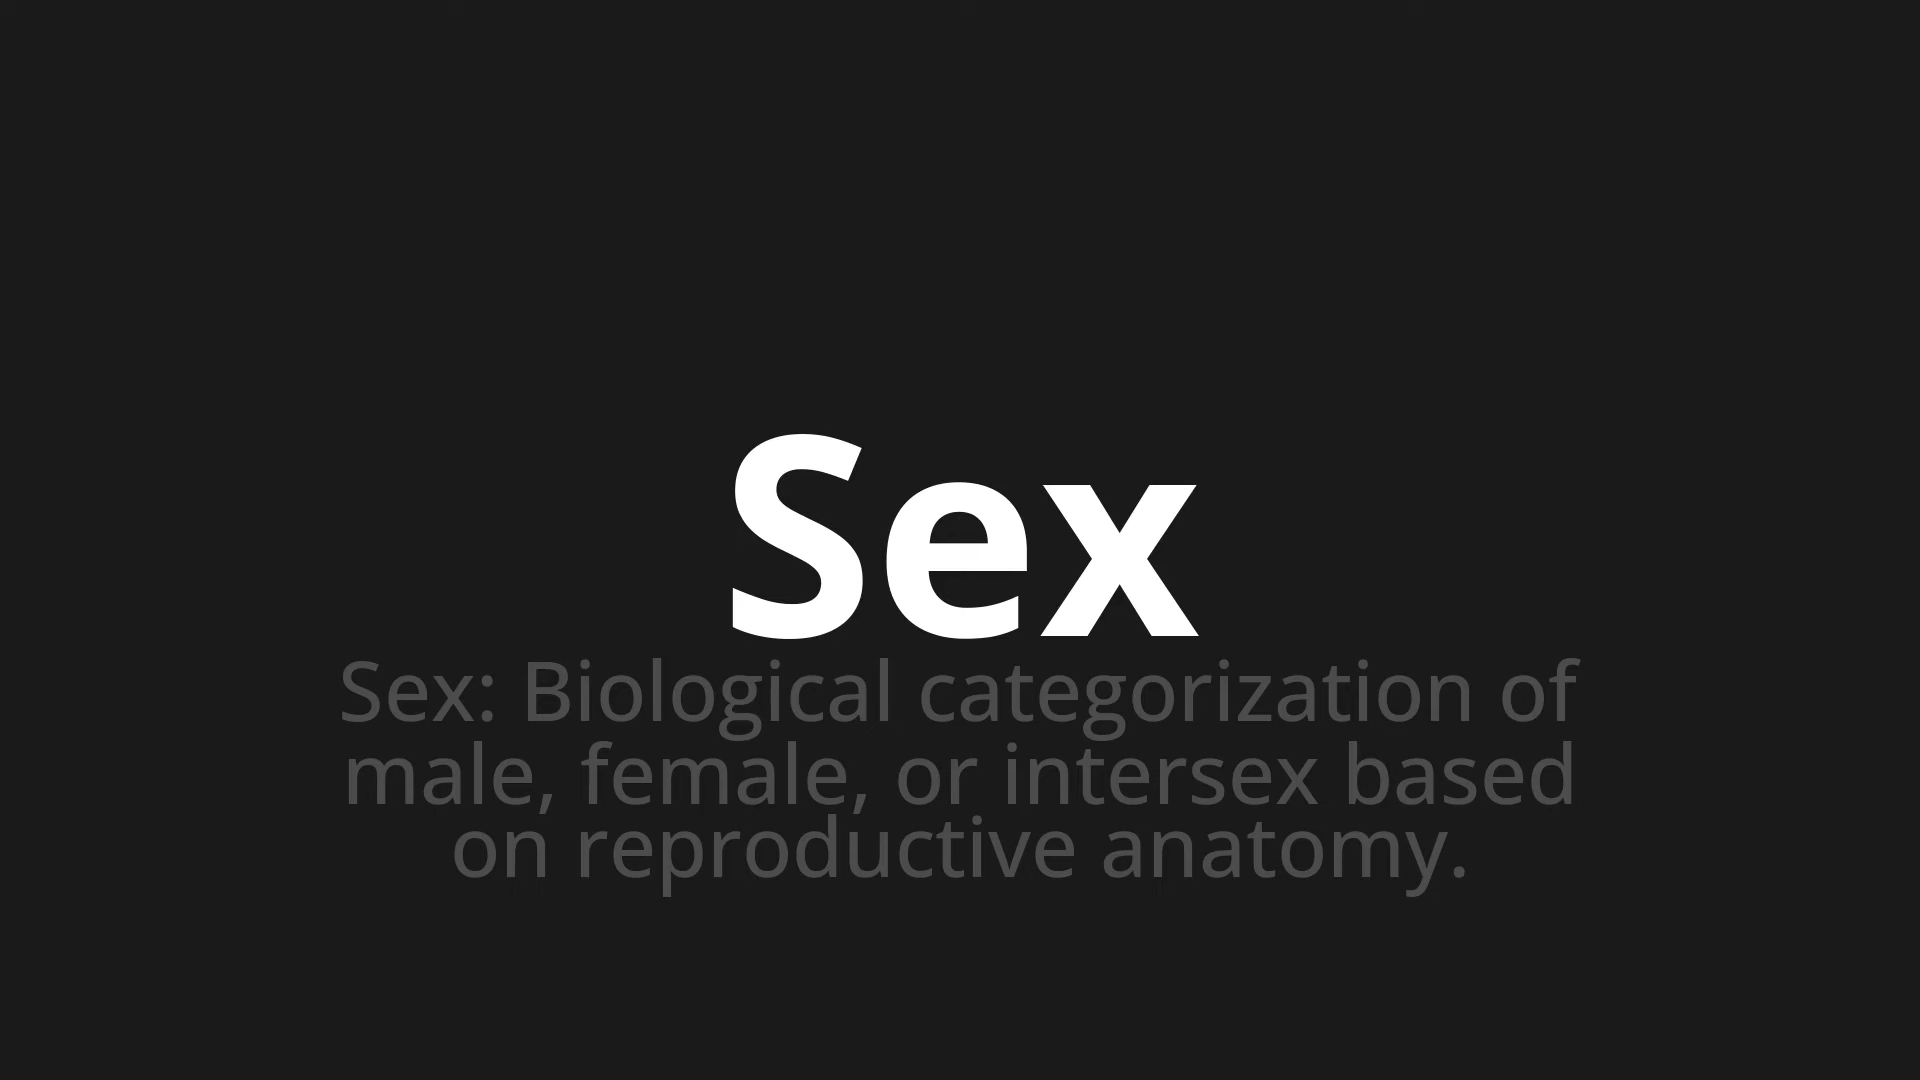 Sex
Sex: Biological categorization of
male, female, or intersex based
on reproductive anatomy.